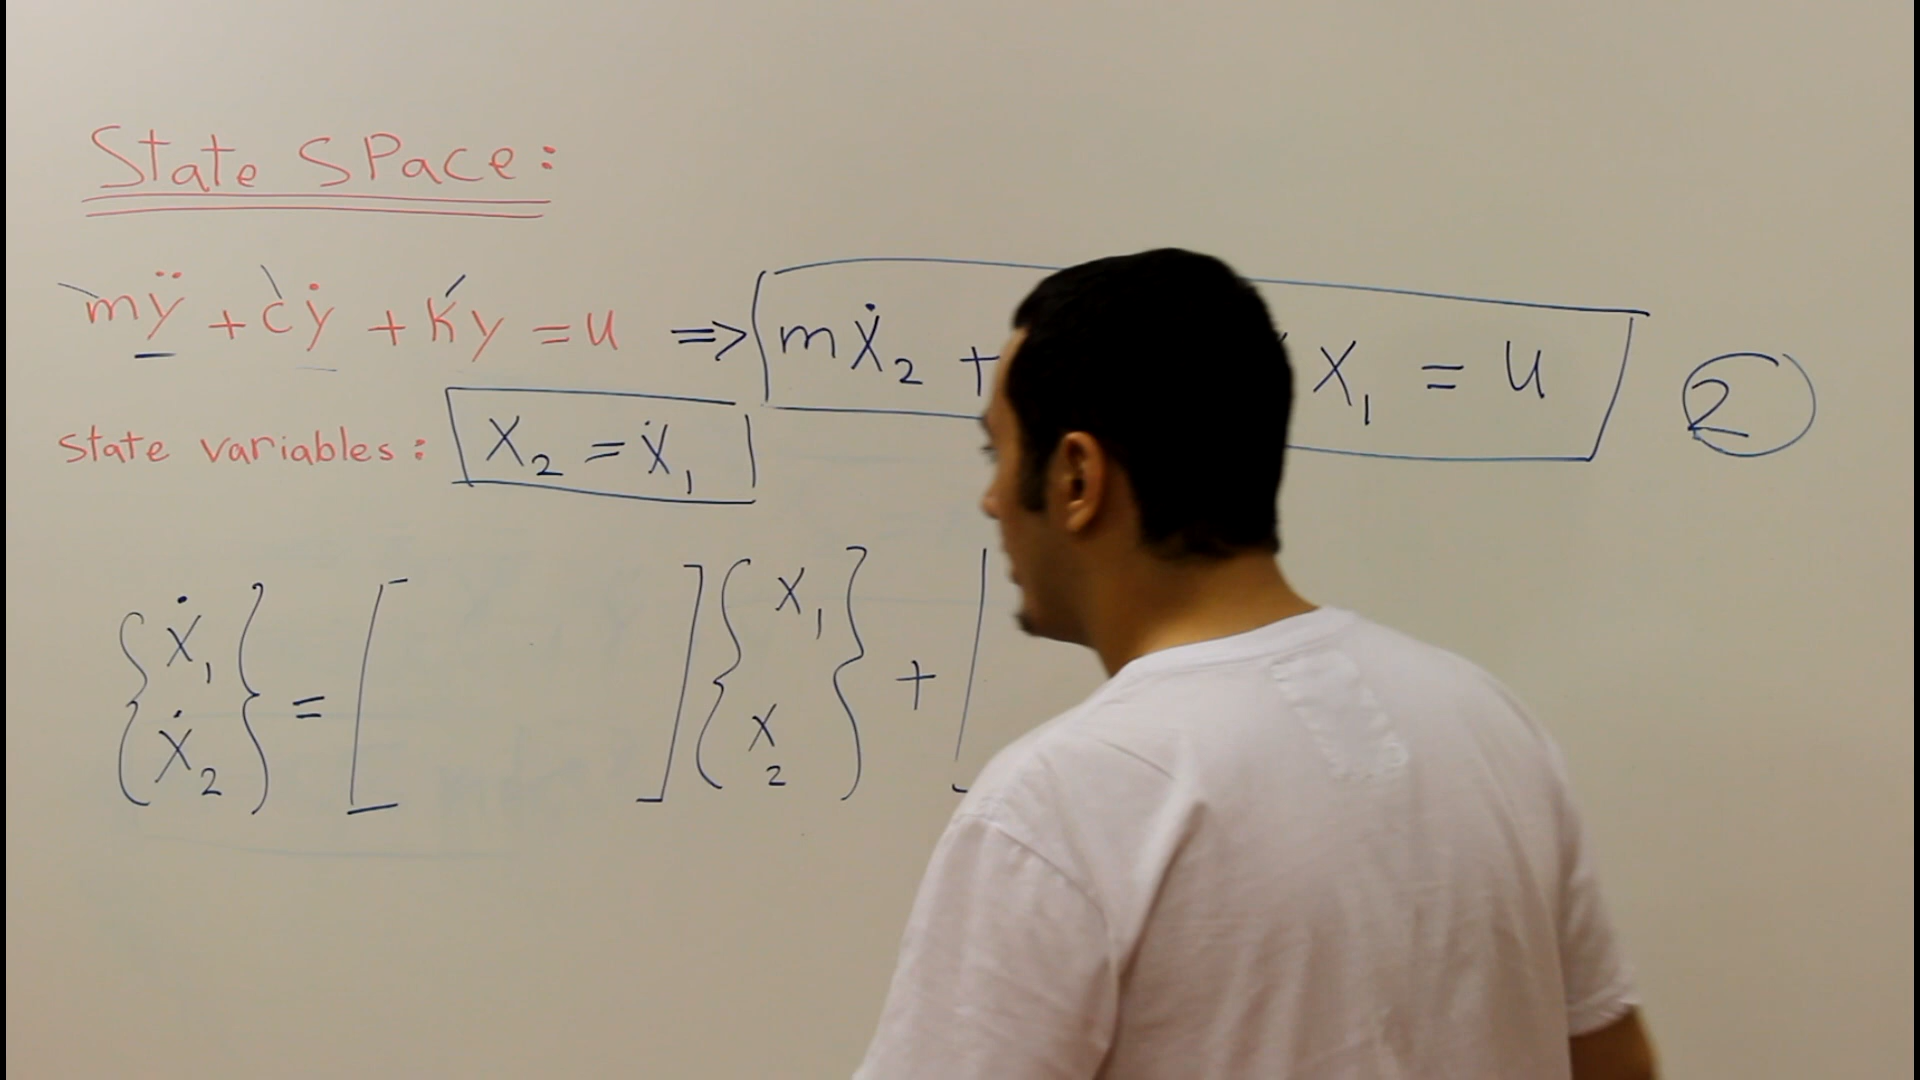 State SPace:
mÿ + cẏ + Ky = u => mẋ₂ + X₁ = u 2
state variables: X₂ = ẋ₁
{ẋ₁ ẋ₂} = [ ] {X₁ X₂} + [